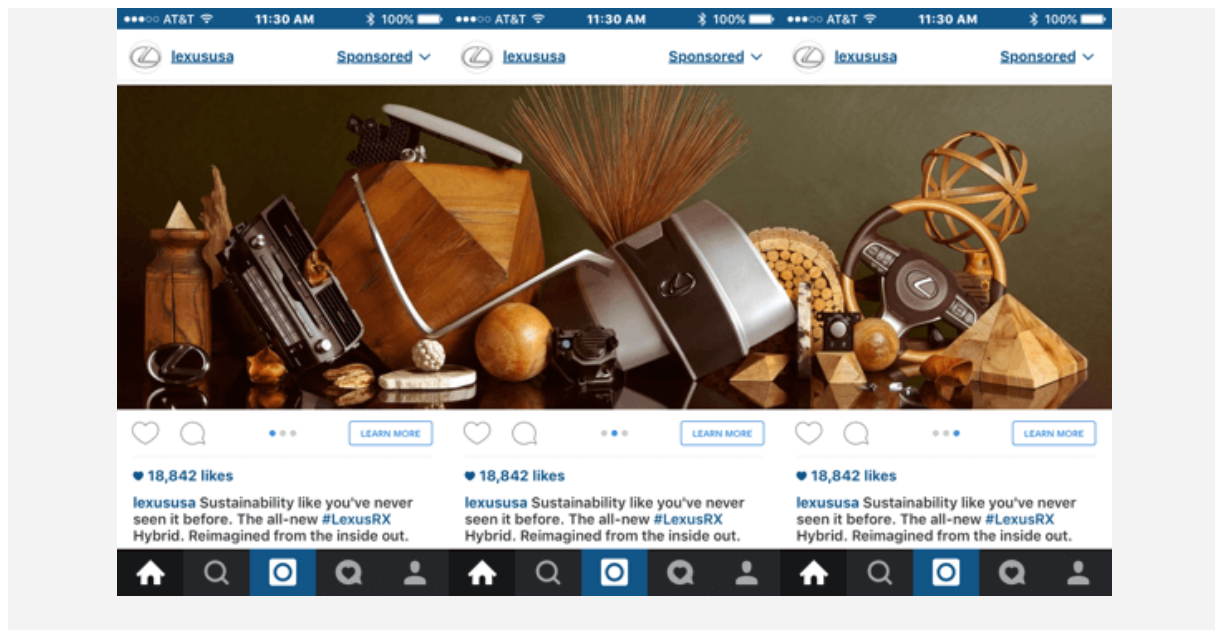 AT&T 11:30 AM 100% AT&T 11:30 AM 100% AT&T 11:30 AM 100%
lexususa Sponsored lexususa Sponsored lexususa Sponsored
LEARN MORE LEARN MORE LEARN MORE
18,842 likes 18,842 likes 18,842 likes
lexususa Sustainability like you've never lexususa Sustainability like you've never lexususa Sustainability like you've never
seen it before. The all-new #LexusRX seen it before. The all-new #LexusRX seen it before. The all-new #LexusRX
Hybrid. Reimagined from the inside out. Hybrid. Reimagined from the inside out. Hybrid. Reimagined from the inside out.